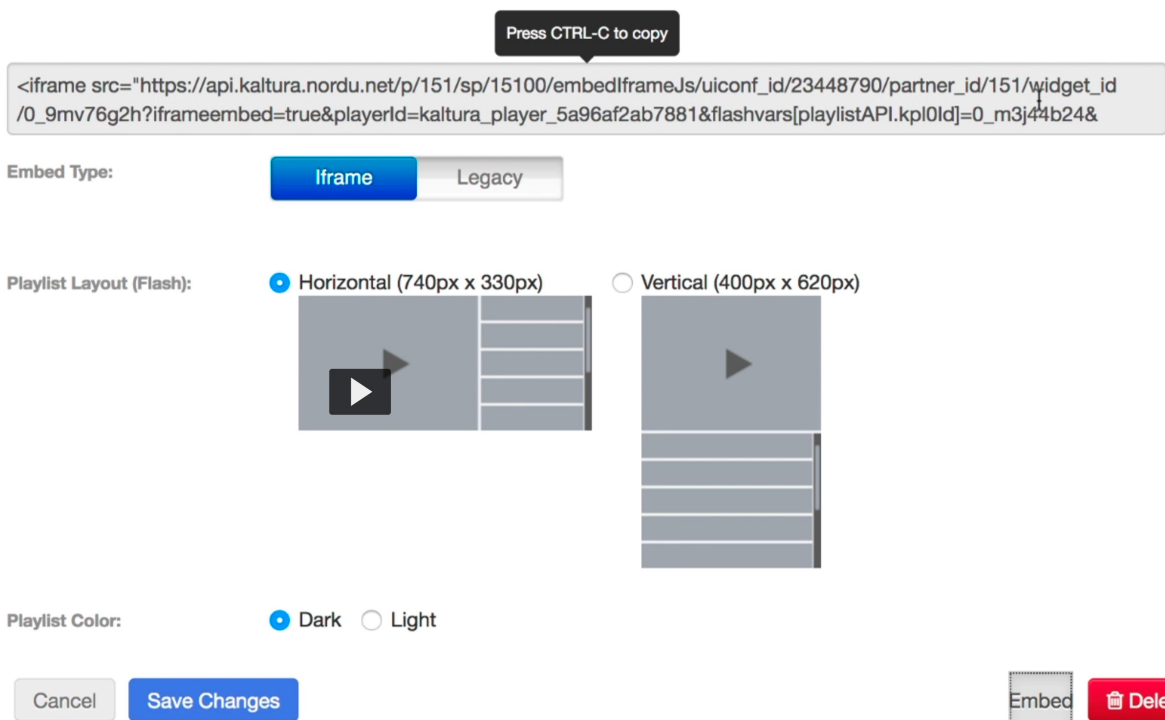 Press CTRL-C to copy
<iframe src="https://api.kaltura.nordu.net/p/151/sp/15100/embedIframeJs/uiconf_id/23448790/partner_id/151/widget_id
/0_9mv76g2h?iframeembed=true&playerId=kaltura_player_5a96af2ab7881&flashvars[playlistAPI.kpl0Id]=0_m3j44b24&
Embed Type:
Iframe Legacy
Playlist Layout (Flash):
Horizontal (740px x 330px) Vertical (400px x 620px)
Playlist Color:
Dark Light
Cancel Save Changes Embed Dele